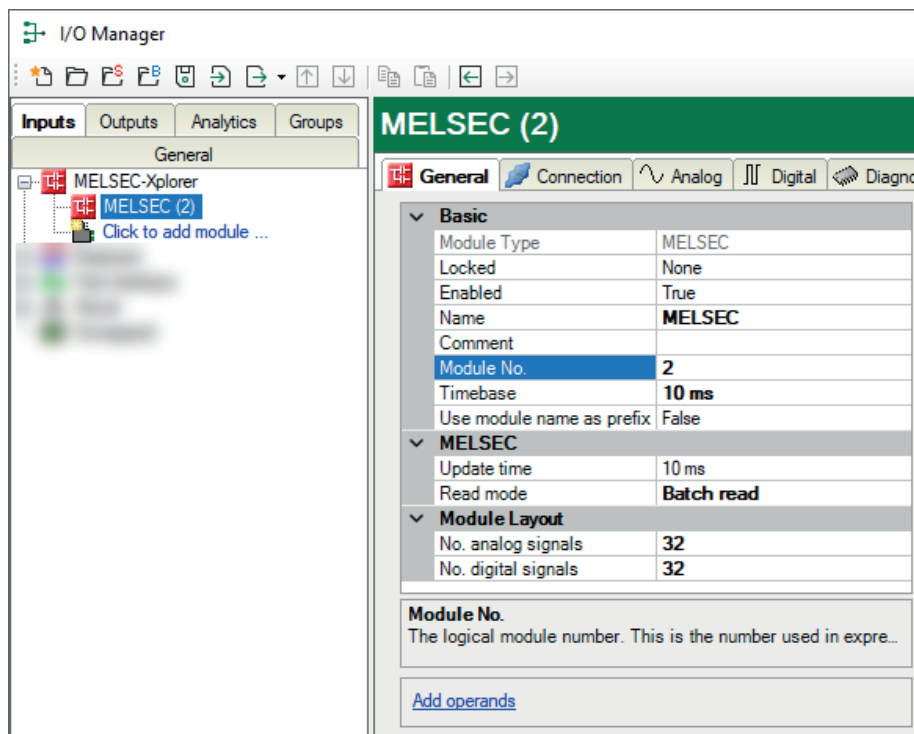 I/O Manager
Inputs Outputs Analytics Groups
General
MELSEC-Xplorer
MELSEC (2)
Click to add module ...
MELSEC (2)
General Connection Analog Digital Diagno
Basic
Module Type MELSEC
Locked None
Enabled True
Name MELSEC
Comment
Module No. 2
Timebase 10 ms
Use module name as prefix False
MELSEC
Update time 10 ms
Read mode Batch read
Module Layout
No. analog signals 32
No. digital signals 32
Module No.
The logical module number. This is the number used in expre...
Add operands